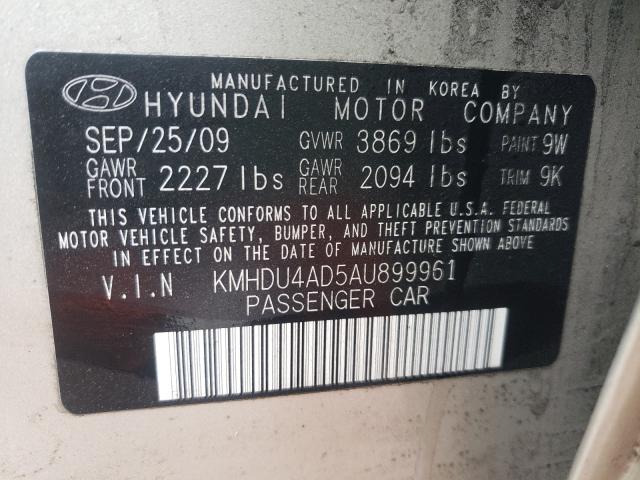 MANUFACTURED IN KOREA BY
HYUNDAI MOTOR COMPANY
SEP/25/09 GVWR 3869 lbs PAINT 9W
GAWR FRONT 2227 lbs GAWR REAR 2094 lbs TRIM 9K
THIS VEHICLE CONFORMS TO ALL APPLICABLE U.S.A. FEDERAL
MOTOR VEHICLE SAFETY, BUMPER, AND THEFT PREVENTION STANDARDS
IN EFFECT ON THE DATE OF MANUFACTURE SHOWN ABOVE
V.I.N KMHDU4AD5AU899961
PASSENGER CAR